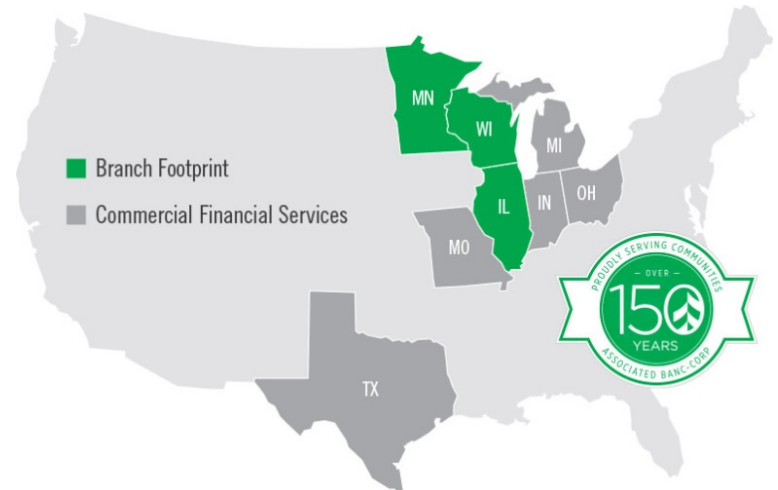 MN
WI
MI
Branch Footprint
IL
IN
OH
Commercial Financial Services
MO
PROUDLY SERVING COMMUNITIES
– OVER –
150
YEARS
ASSOCIATED BANC-CORP
TX